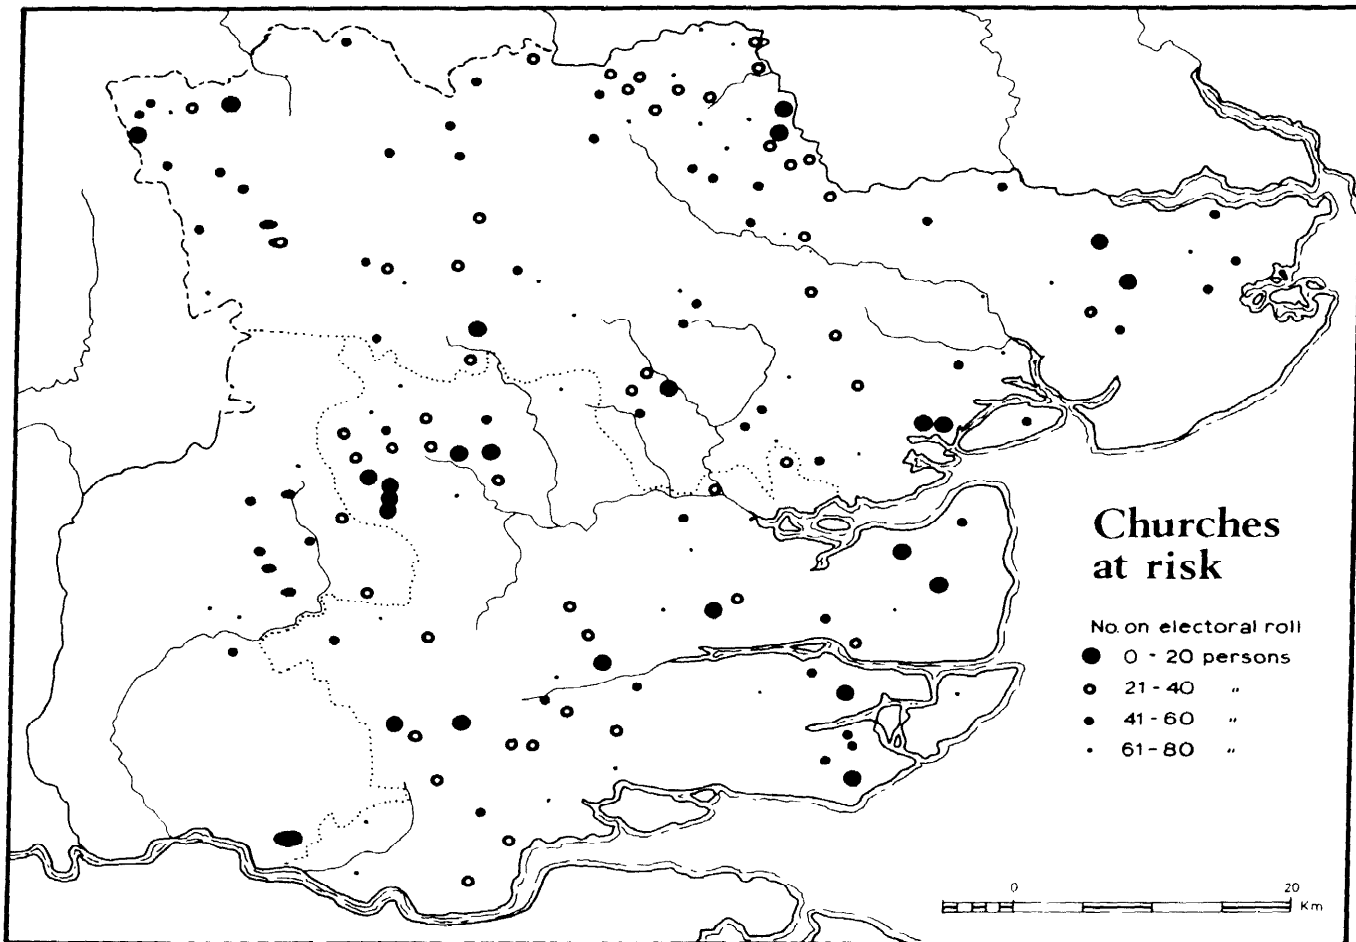 Churches
at risk
No. on electoral roll
0 - 20 persons
21 - 40 "
41 - 60 "
61 - 80 "
0 20
Km